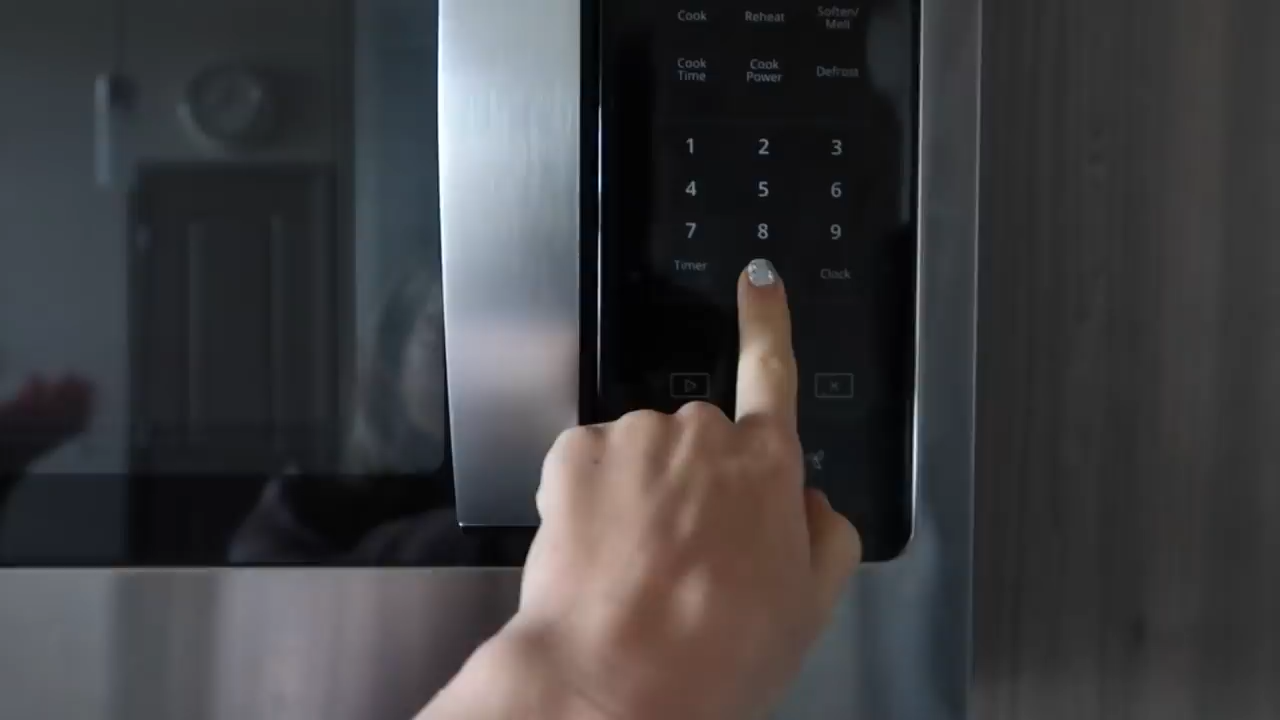 Cook Reheat Soften/
Melt
Cook
Time Cook
Power Defrost
1 2 3
4 5 6
7 8 9
Timer Clock